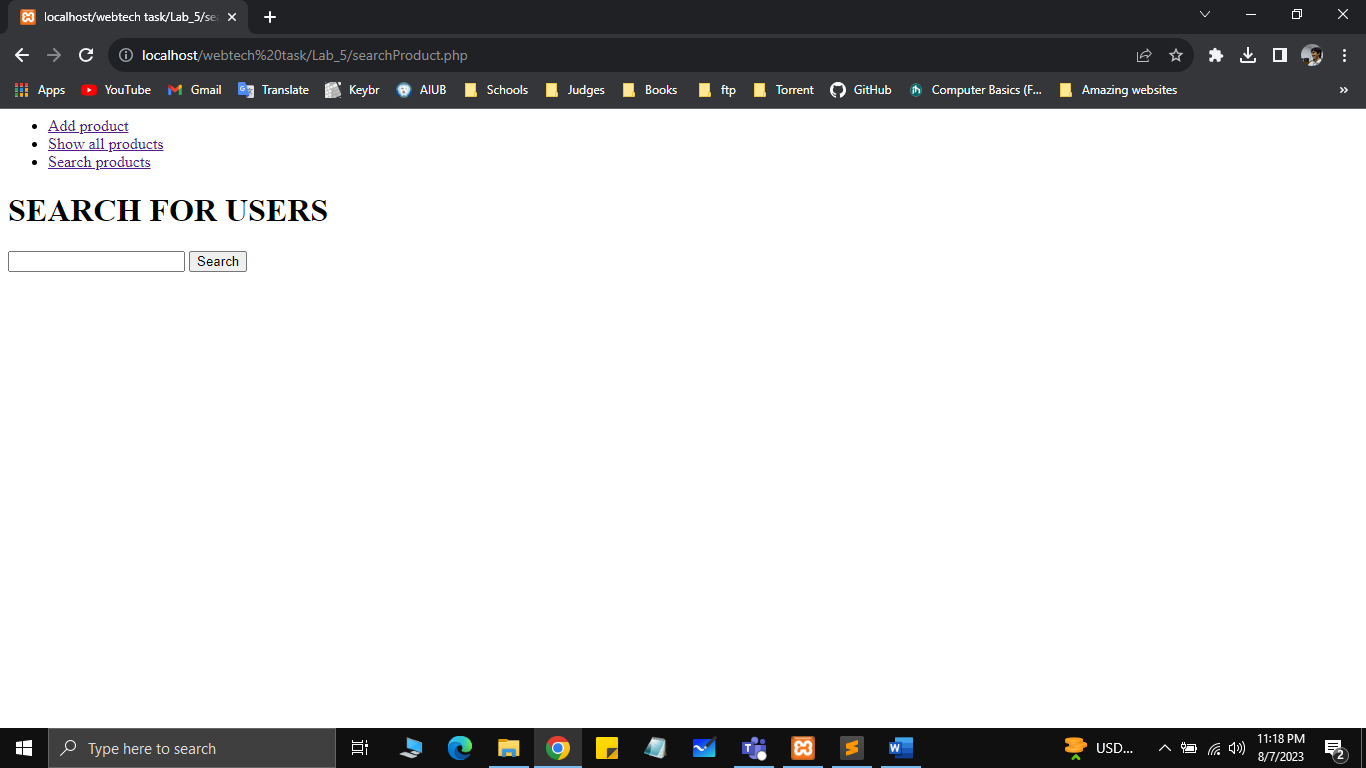 localhost/webtech task/Lab_5/sea
localhost/webtech%20task/Lab_5/searchProduct.php
Apps YouTube Gmail Translate Keybr AIUB Schools Judges Books ftp Torrent GitHub Computer Basics (F... Amazing websites »
Add product
Show all products
Search products
SEARCH FOR USERS
Search
Type here to search
USD...
11:18 PM
8/7/2023
2